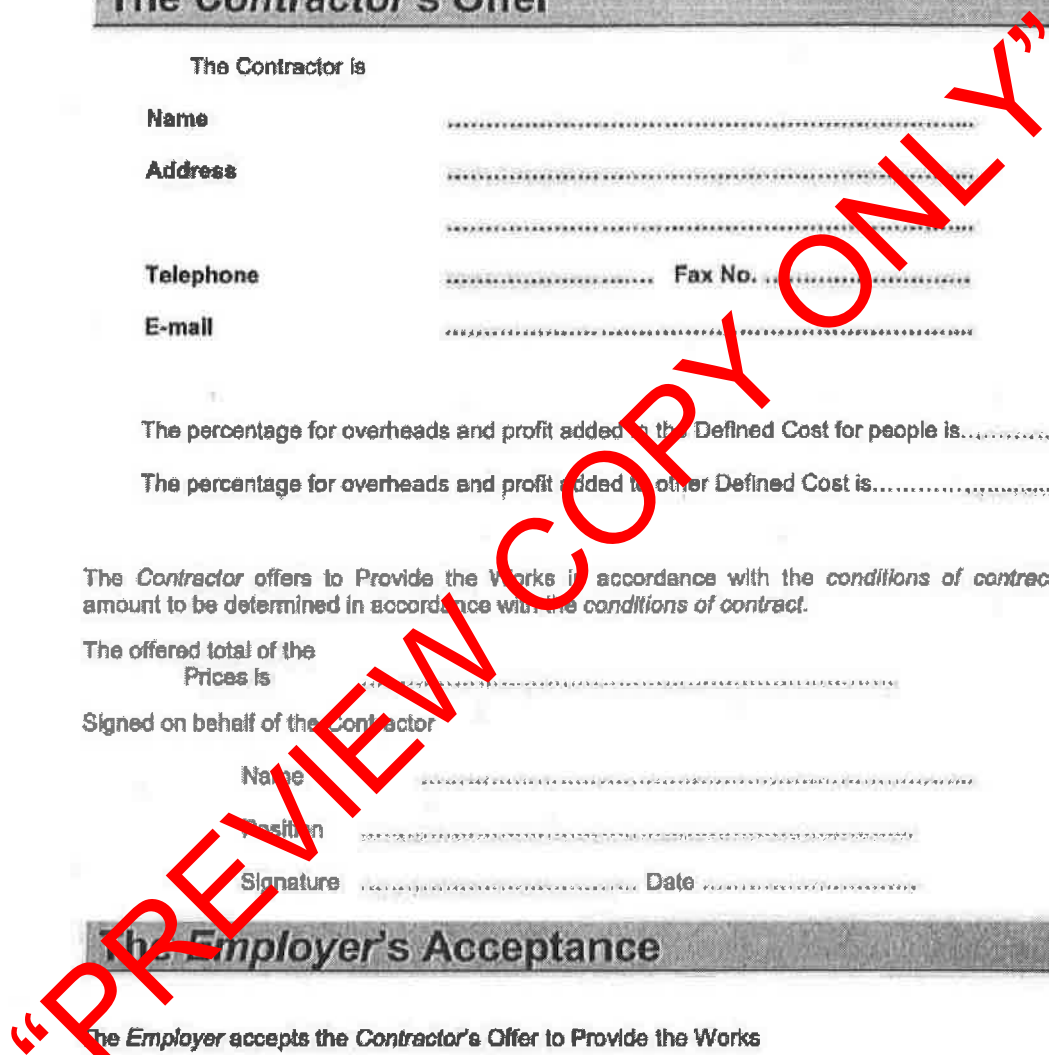 The Contractor's Offer
The Contractor is
Name ....................
Address ....................
....................
Telephone .................... Fax No. ....................
E-mail ....................
The percentage for overheads and profit added to the Defined Cost for people is....................
The percentage for overheads and profit added to other Defined Cost is....................
The Contractor offers to Provide the Works in accordance with the conditions of contrac
amount to be determined in accordance with the conditions of contract.
The offered total of the
Prices is ....................
Signed on behalf of the Contractor
Name ....................
Position ....................
Signature .................... Date ....................
The Employer's Acceptance
The Employer accepts the Contractor's Offer to Provide the Works
“PREVIEW COPY ONLY”